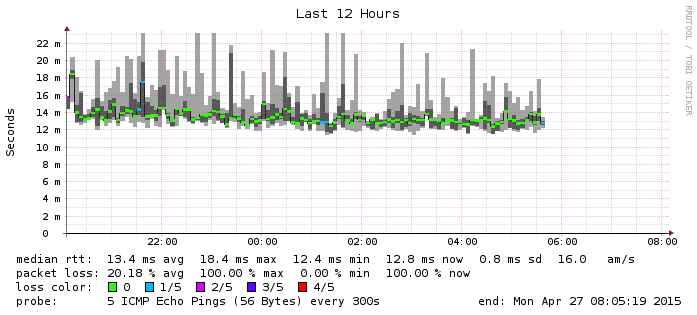 Last 12 Hours
RRDTOOL / TOBI OETIKER
Seconds
22 m
20 m
18 m
16 m
14 m
12 m
10 m
8 m
6 m
4 m
2 m
0
22:00 00:00 02:00 04:00 06:00 08:00
median rtt: 13.4 ms avg 18.4 ms max 12.4 ms min 12.8 ms now 0.8 ms sd 16.0 am/s
packet loss: 20.18 % avg 100.00 % max 0.00 % min 100.00 % now
loss color: 0 1/5 2/5 3/5 4/5
probe: 5 ICMP Echo Pings (56 Bytes) every 300s end: Mon Apr 27 08:05:19 2015